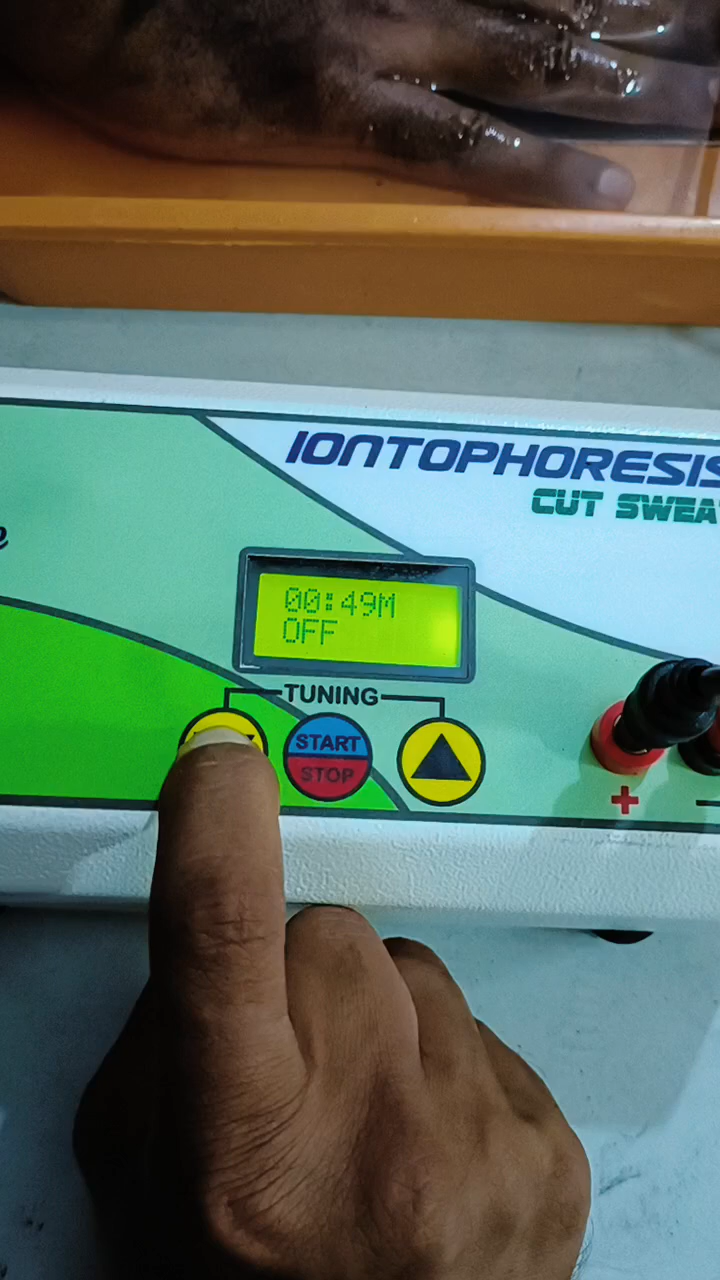 IONTOPHORESIS
CUT SWEA
00:49M
OFF
TUNING
START
STOP
+